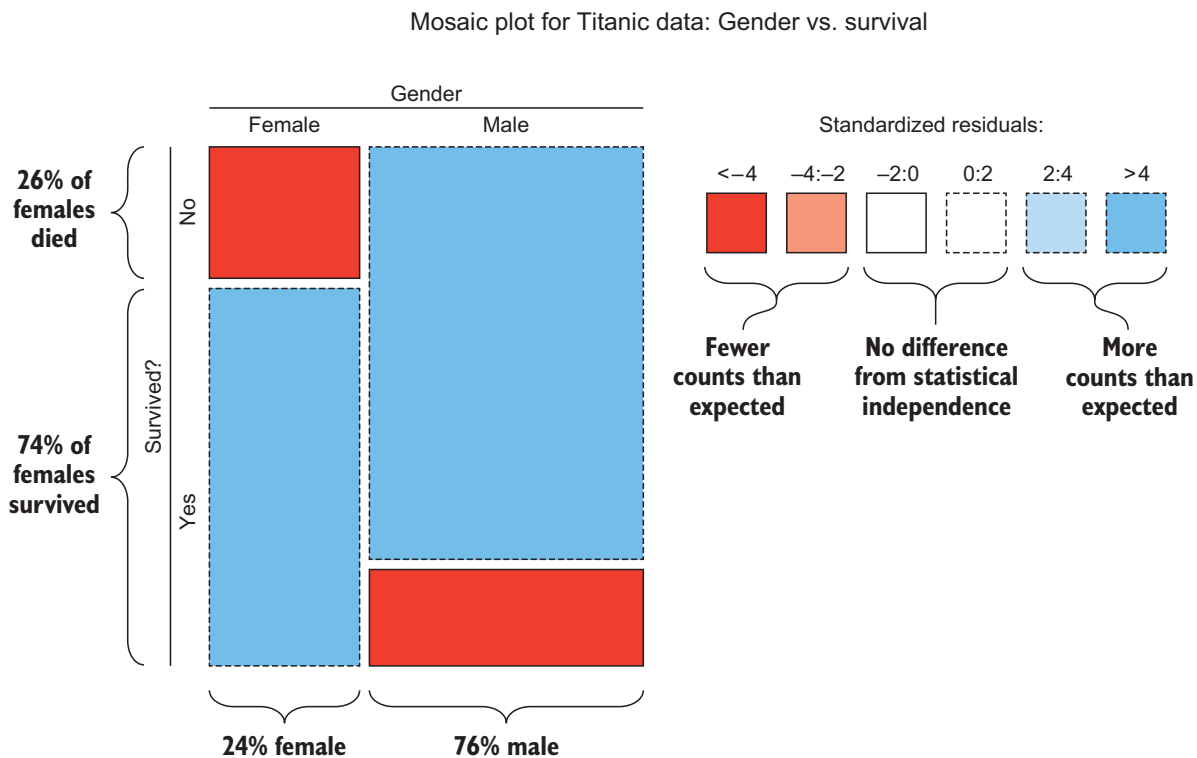 Mosaic plot for Titanic data: Gender vs. survival
Gender
Female
Male
26% of
females
died
No
74% of
females
survived
Survived?
Yes
24% female
76% male
Standardized residuals:
<–4
–4:–2
–2:0
0:2
2:4
>4
Fewer
counts than
expected
No difference
from statistical
independence
More
counts than
expected